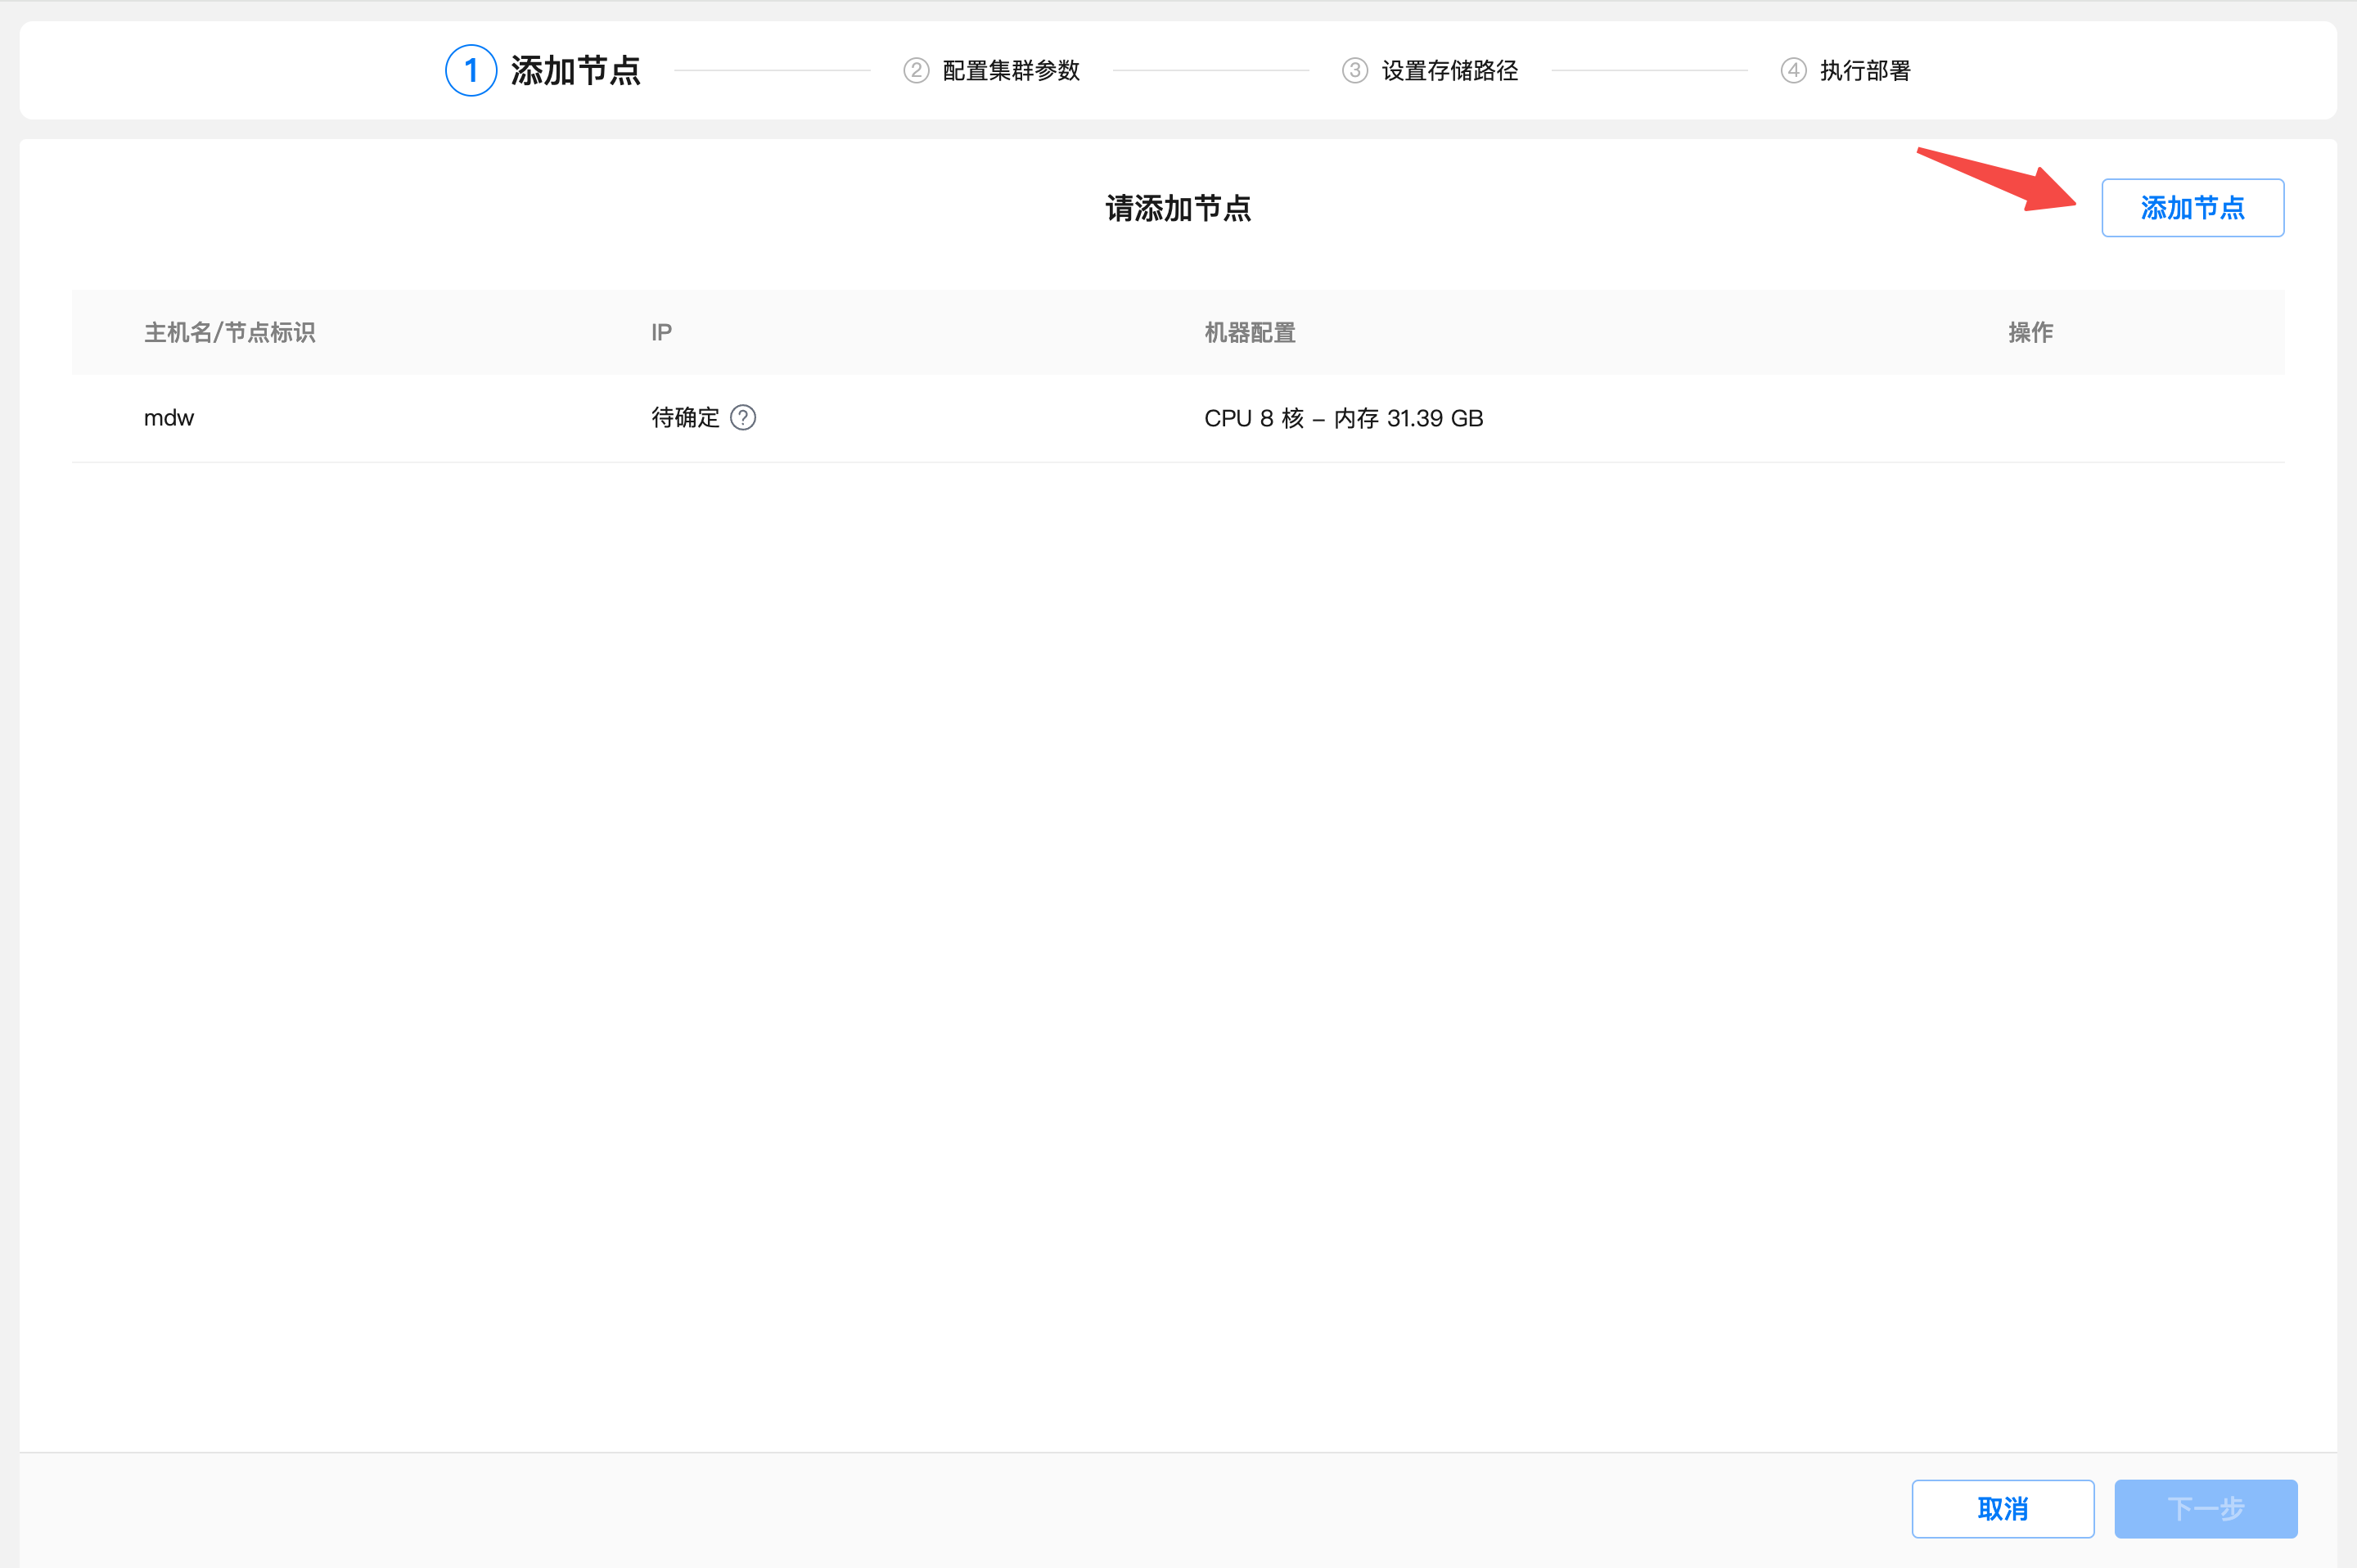 1 添加节点 2 配置集群参数 3 设置存储路径 4 执行部署
请添加节点 添加节点
主机名/节点标识 IP 机器配置 操作
mdw 待确定 ? CPU 8 核 – 内存 31.39 GB
取消 下一步